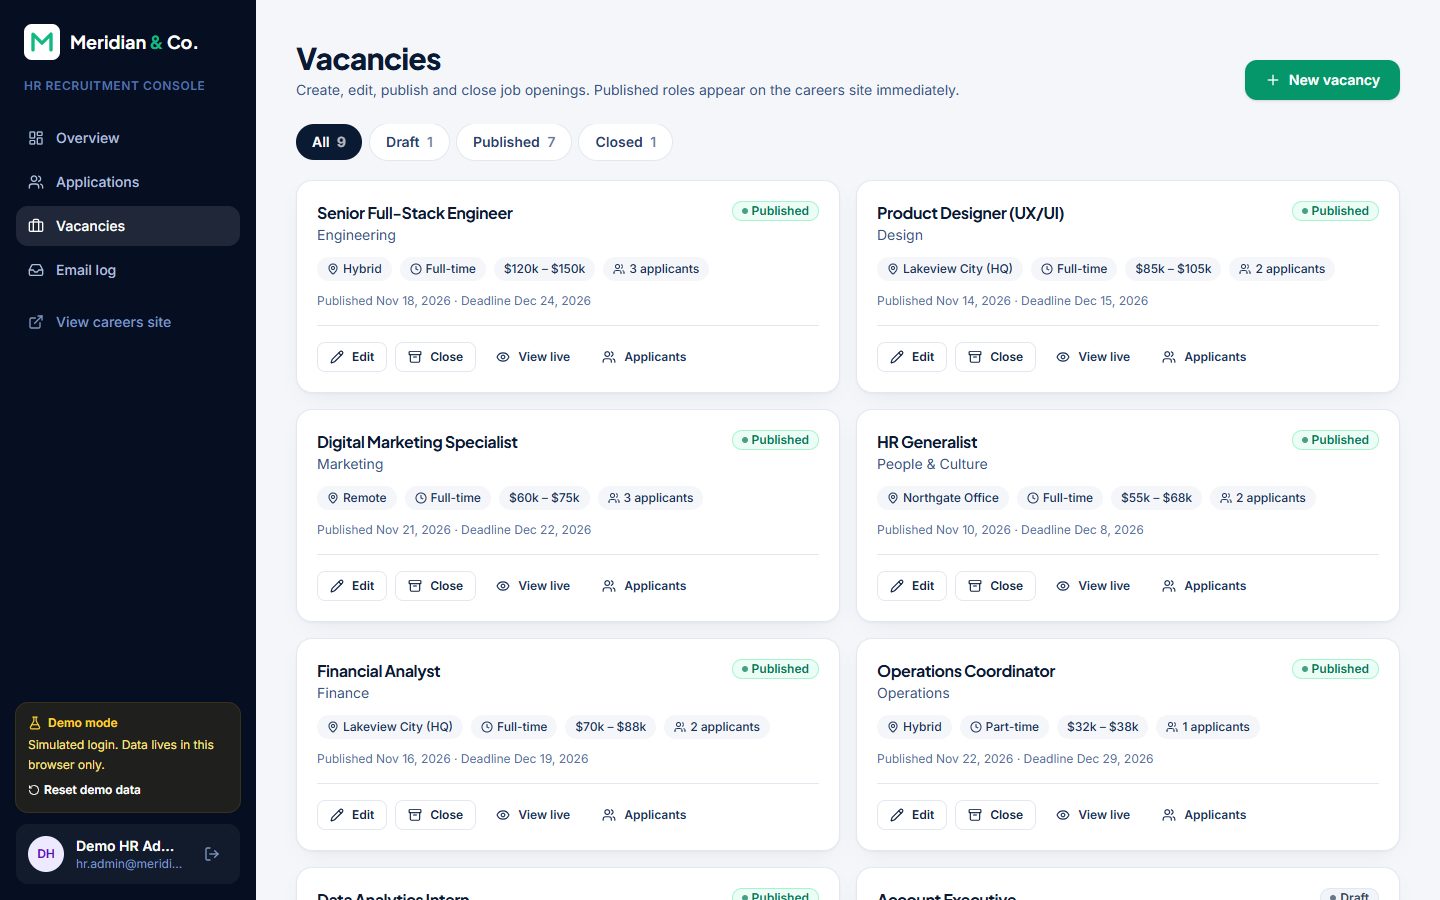 Meridian & Co.
HR RECRUITMENT CONSOLE
Overview
Applications
Vacancies
Email log
View careers site
Demo mode
Simulated login. Data lives in this
browser only.
Reset demo data
DH
Demo HR Ad...
hr.admin@meridi...
Vacancies
Create, edit, publish and close job openings. Published roles appear on the careers site immediately.
New vacancy
All 9
Draft 1
Published 7
Closed 1
Senior Full-Stack Engineer
Published
Engineering
Hybrid
Full-time
$120k – $150k
3 applicants
Published Nov 18, 2026 · Deadline Dec 24, 2026
Edit
Close
View live
Applicants
Product Designer (UX/UI)
Published
Design
Lakeview City (HQ)
Full-time
$85k – $105k
2 applicants
Published Nov 14, 2026 · Deadline Dec 15, 2026
Edit
Close
View live
Applicants
Digital Marketing Specialist
Published
Marketing
Remote
Full-time
$60k – $75k
3 applicants
Published Nov 21, 2026 · Deadline Dec 22, 2026
Edit
Close
View live
Applicants
HR Generalist
Published
People & Culture
Northgate Office
Full-time
$55k – $68k
2 applicants
Published Nov 10, 2026 · Deadline Dec 8, 2026
Edit
Close
View live
Applicants
Financial Analyst
Published
Finance
Lakeview City (HQ)
Full-time
$70k – $88k
2 applicants
Published Nov 16, 2026 · Deadline Dec 19, 2026
Edit
Close
View live
Applicants
Operations Coordinator
Published
Operations
Hybrid
Part-time
$32k – $38k
1 applicants
Published Nov 22, 2026 · Deadline Dec 29, 2026
Edit
Close
View live
Applicants
Data Analytics Intern
Published
Account Executive
Draft